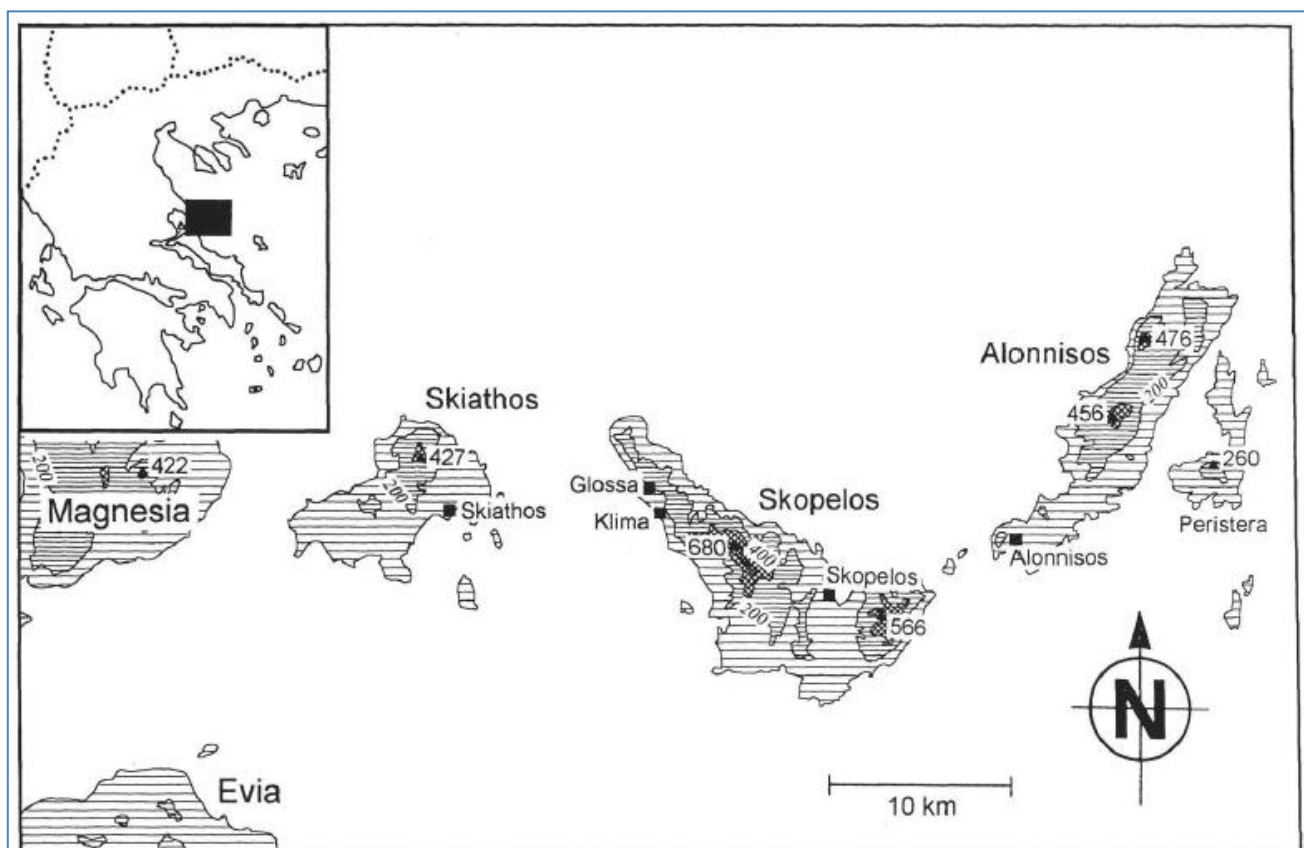 476
Alonnisos
200
456
Skiathos
427
422
200
Magnesia
200
Skiathos
260
Peristera
Glossa
Klima
Skopelos
680
400
Alonnisos
Skopelos
200
566
N
10 km
Evia